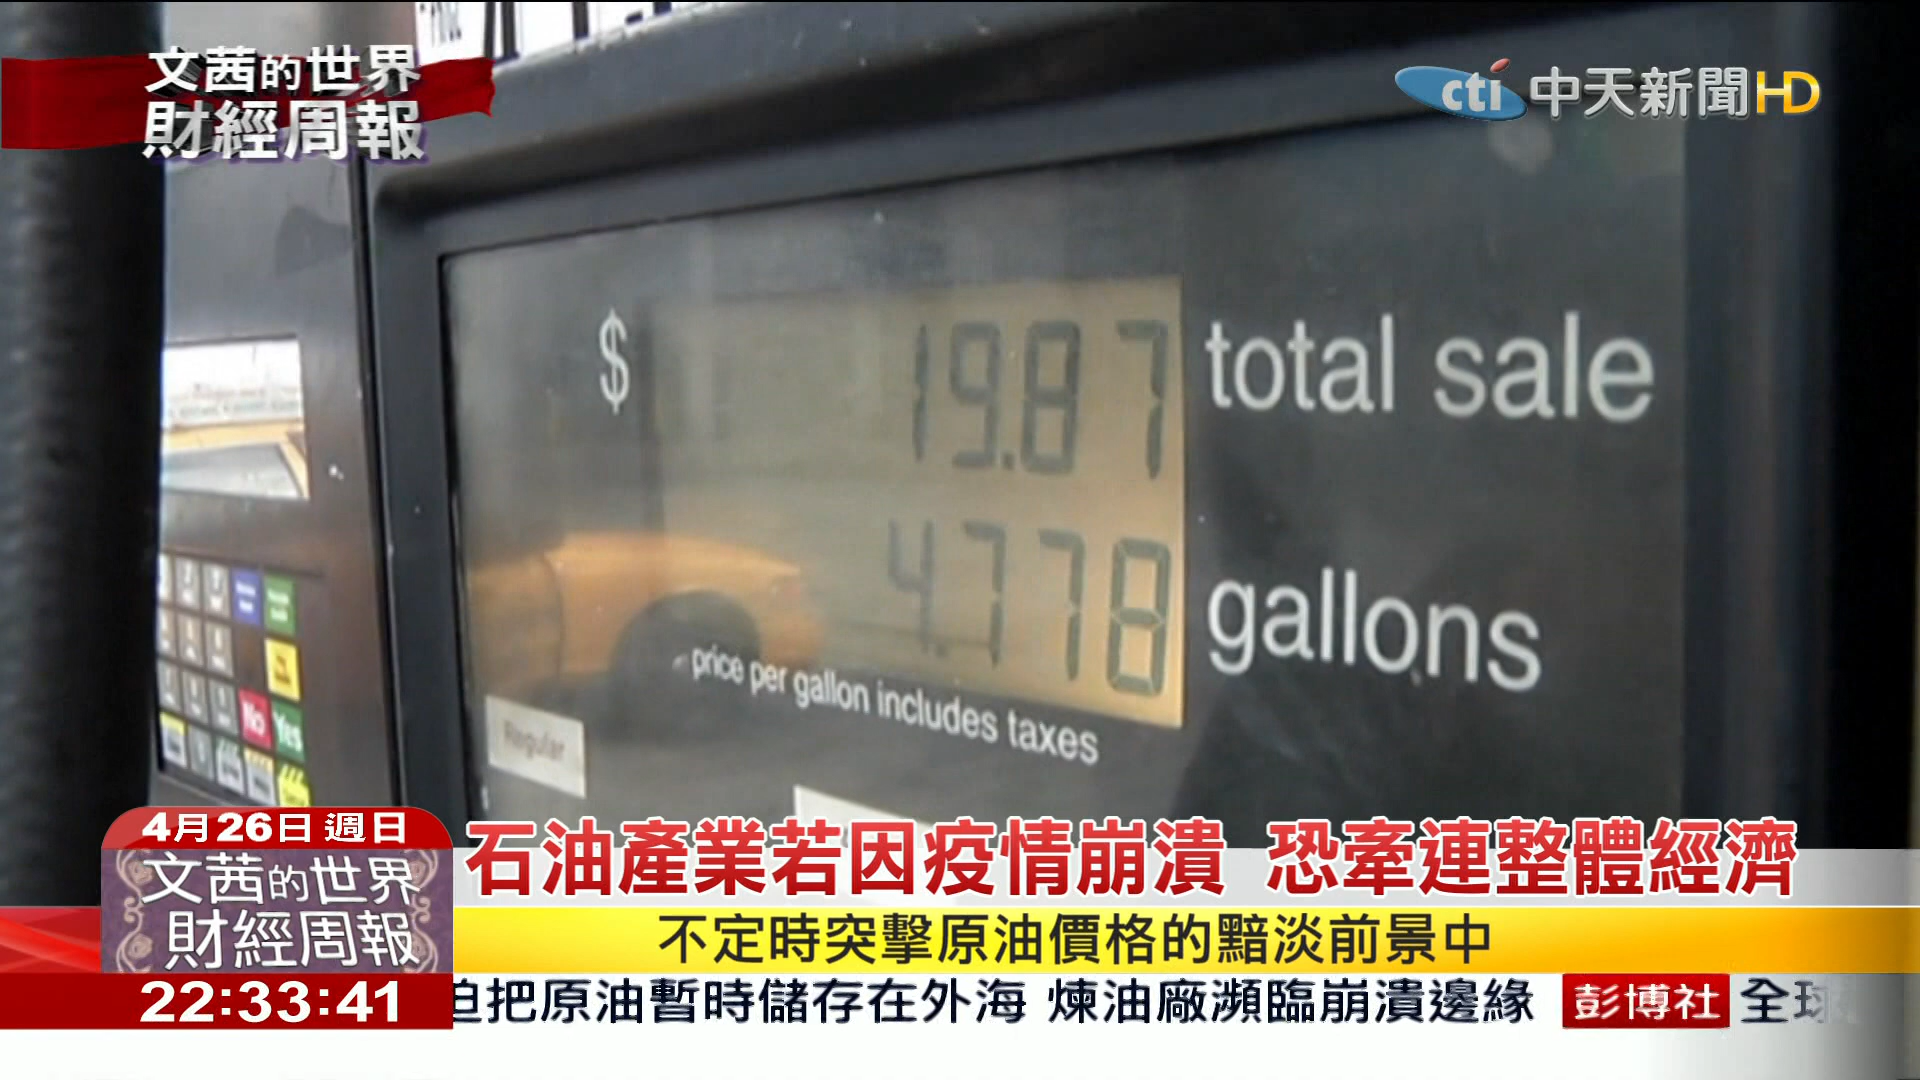 文茜的世界
財經周報
cti 中天新聞HD
$ 19.87 total sale
4.778 gallons
price per gallon includes taxes
Regular
No Yes
4月26日 週日
文茜的世界
財經周報
22:33:41
石油產業若因疫情崩潰 恐牽連整體經濟
不定時突擊原油價格的黯淡前景中
迫把原油暫時儲存在外海 煉油廠瀕臨崩潰邊緣 彭博社 全球